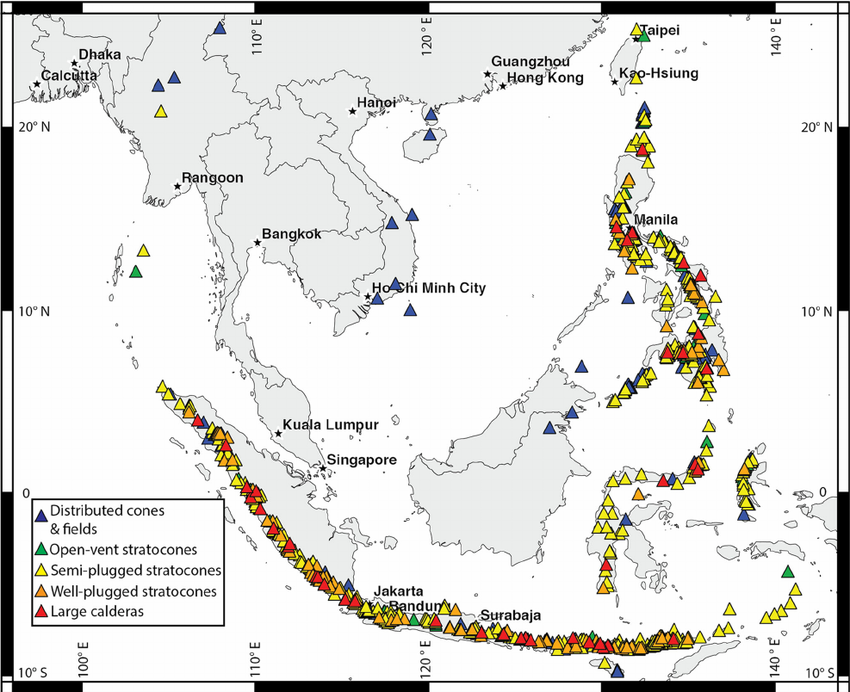 110° E
120 ° E
140 ° E
Taipei
Dhaka
Guangzhou
Calcutta
Hong Kong
Kao-Hsiung
Hanoi
20° N
20° N
Rangoon
Manila
Bangkok
Ho Chi Minh City
10° N
10° N
Kuala Lumpur
Singapore
0
0
Distributed cones
& fields
Open-vent stratocones
Semi-plugged stratocones
Well-plugged stratocones
Large calderas
Jakarta
Bandun
Surabaja
10° S
10° S
100° E
110° E
120 ° E
140 ° E